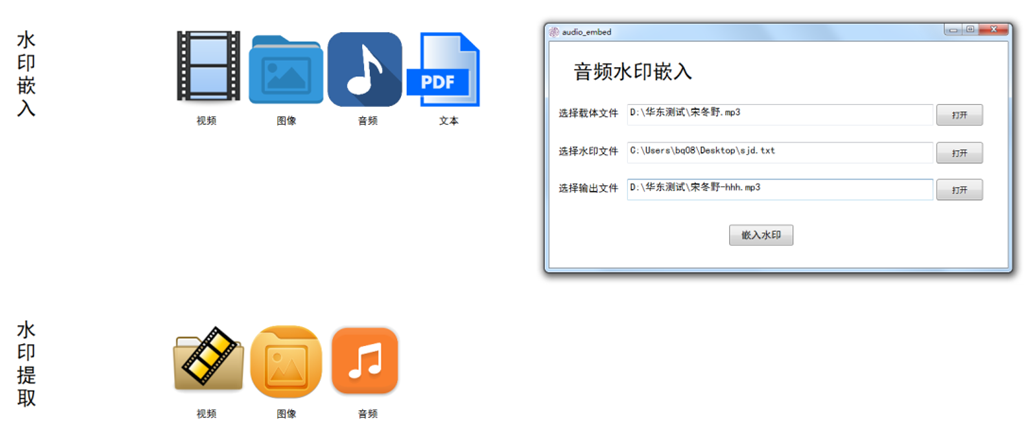 水印嵌入
PDF
视频
图像
音频
文本
audio_embed
音频水印嵌入
选择载体文件 D:\华东测试\宋冬野.mp3 打开
选择水印文件 C:\Users\bq08\Desktop\sjd.txt 打开
选择输出文件 D:\华东测试\宋冬野-hhh.mp3 打开
嵌入水印
水印提取
视频
图像
音频